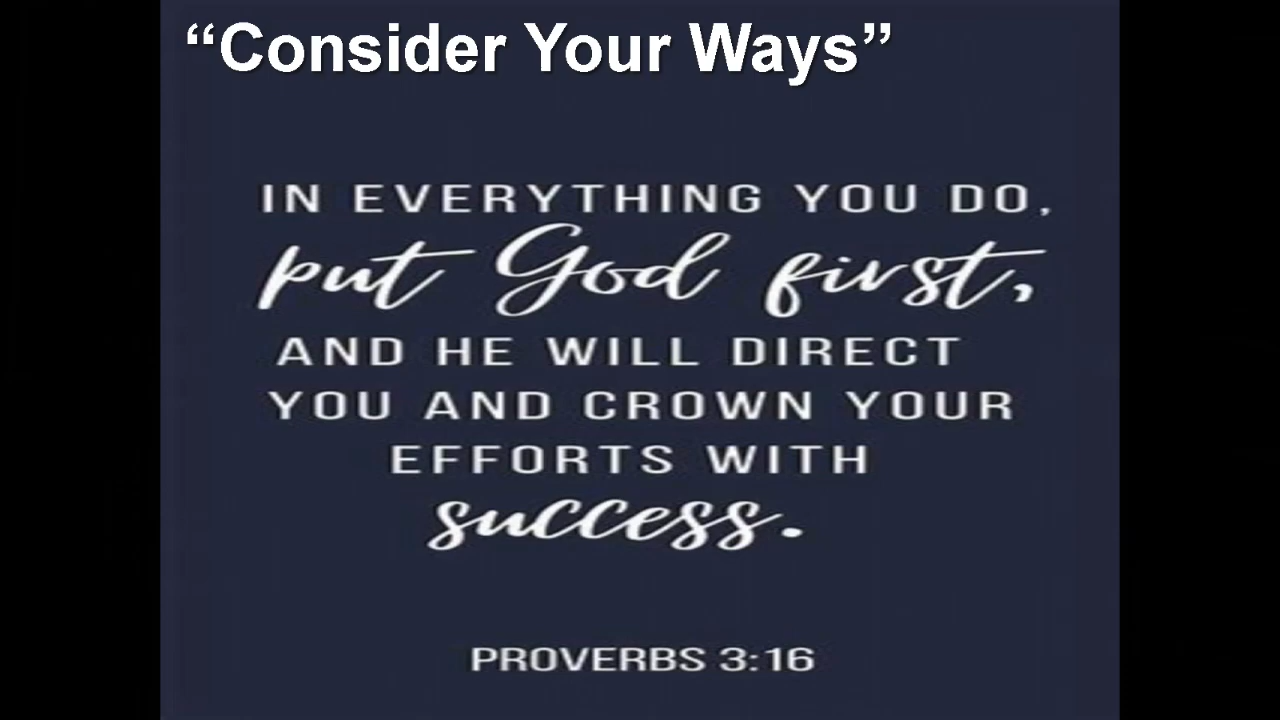 “Consider Your Ways”
IN EVERYTHING YOU DO,
put God first,
AND HE WILL DIRECT
YOU AND CROWN YOUR
EFFORTS WITH
success.
PROVERBS 3:16